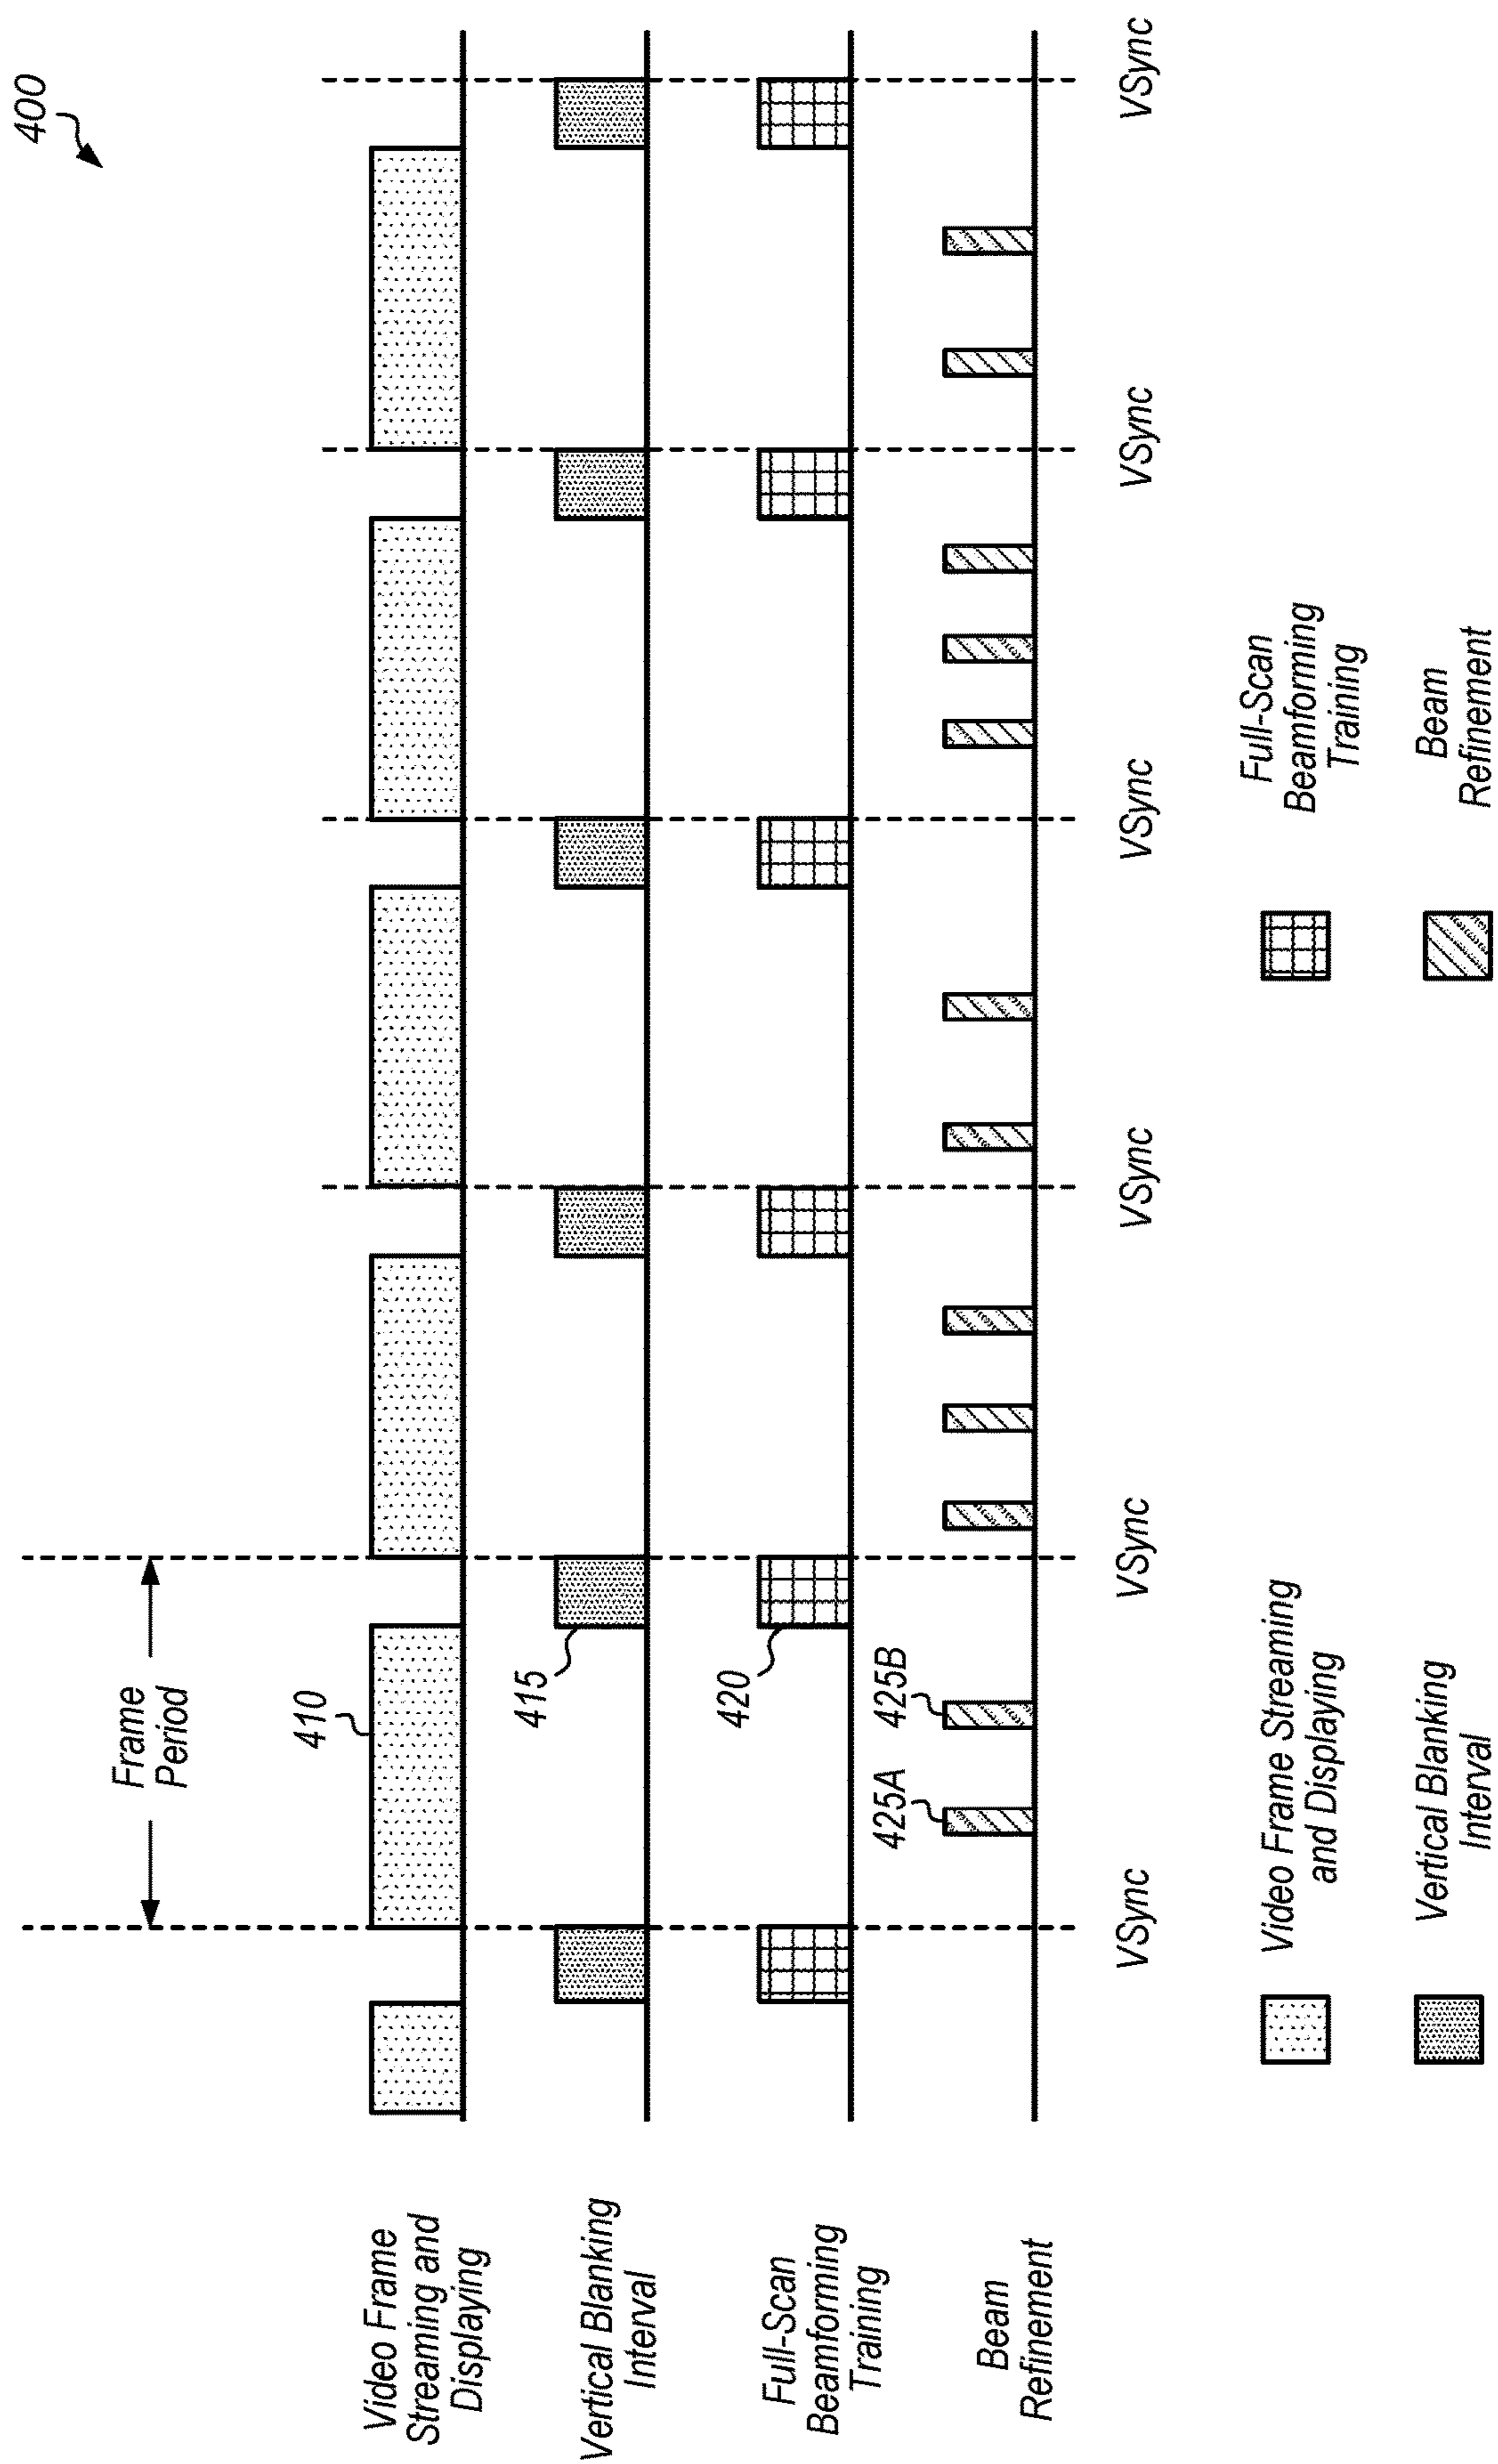 400
Frame
Period
Video Frame
Streaming and
Displaying
410
Vertical Blanking
Interval
415
Full-Scan
Beamforming
Training
420
Beam
Refinement
425A
425B
VSync
VSync
VSync
VSync
VSync
VSync
Video Frame Streaming
and Displaying
Full-Scan
Beamforming
Training
Vertical Blanking
Interval
Beam
Refinement